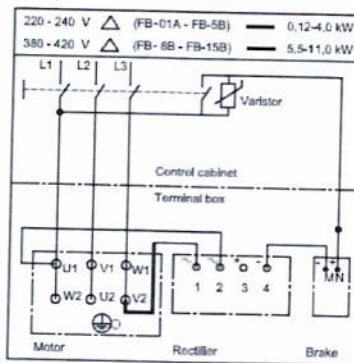 220 - 240 V △ (FB-01A - FB-5B) 0,12-4,0 kW
380 - 420 V △ (FB- 8B - FB-15B) 5,5-11,0 kW
L1 L2 L3
Varistor
Control cabinet
Terminal box
U1 V1 W1
W2 U2 V2
~ ~ + -
1 2 3 4
- +
M N
Motor Rectifier Brake